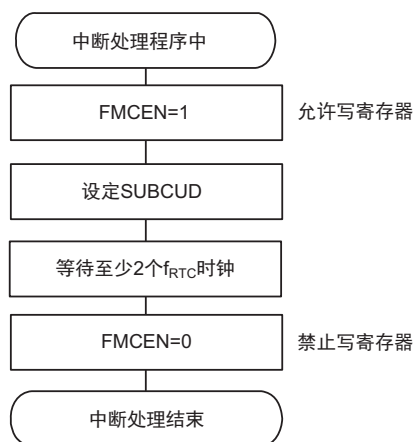 中断处理程序中
FMCEN=1 允许写寄存器
设定SUBCUD
等待至少2个fRTC时钟
FMCEN=0 禁止写寄存器
中断处理结束